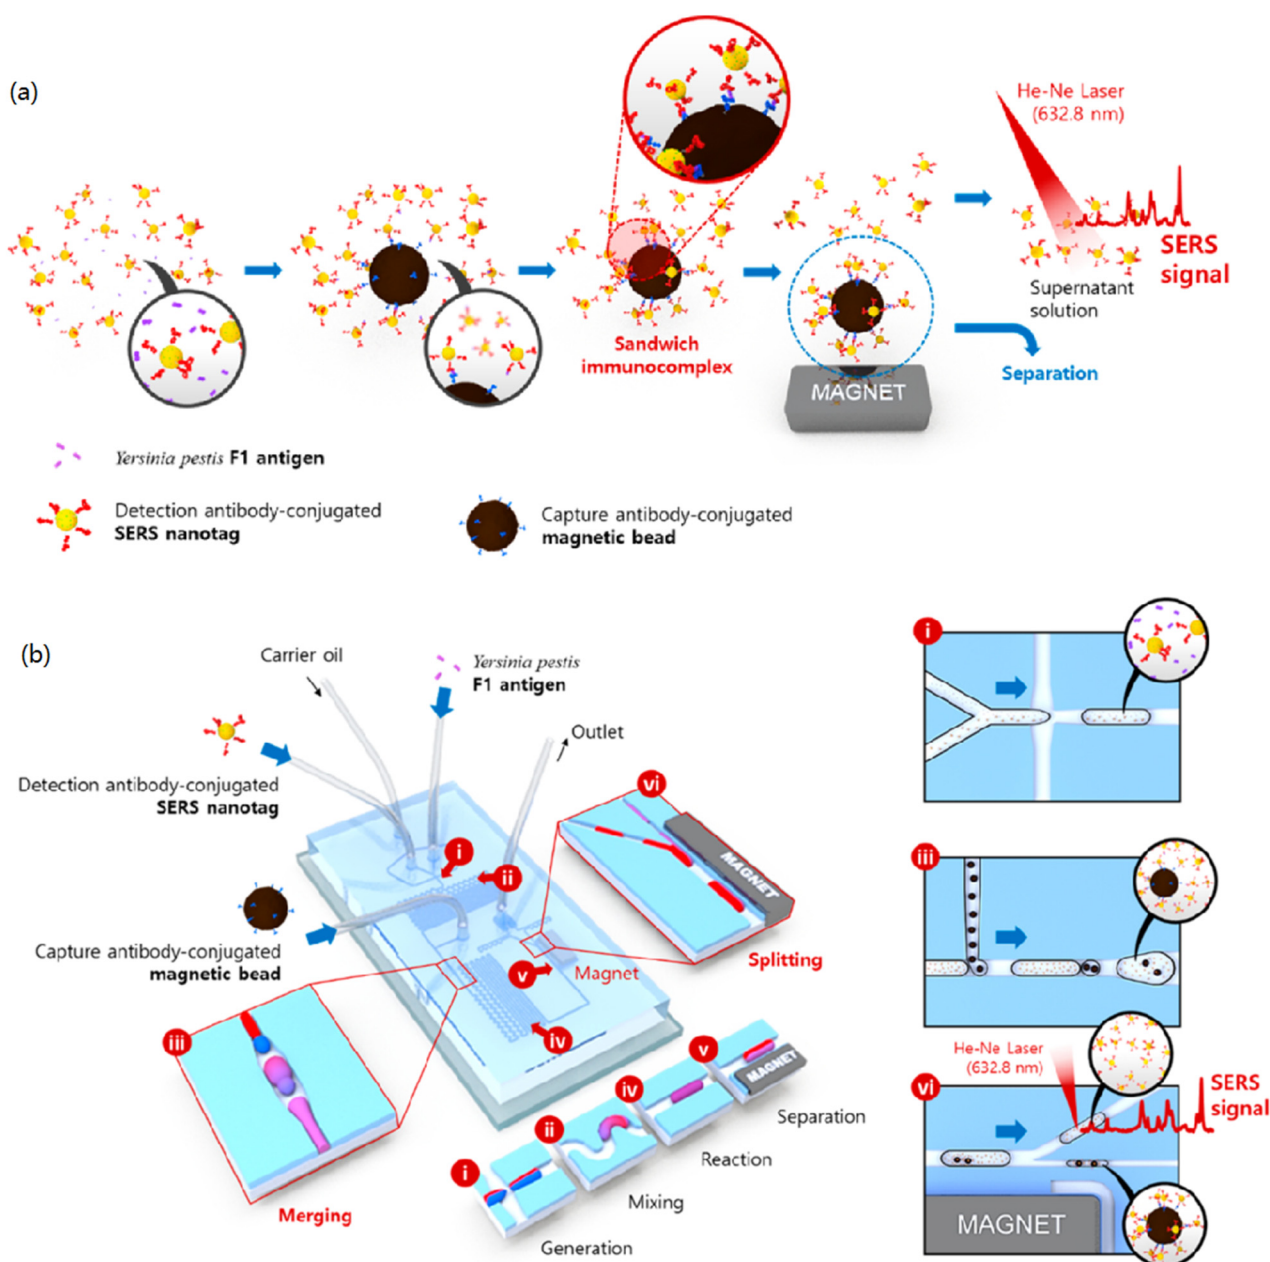 (a)
He-Ne Laser
(632.8 nm)
SERS
signal
Supernatant
solution
Sandwich
immunocomplex
MAGNET
Separation
Yersinia pestis F1 antigen
Detection antibody-conjugated
SERS nanotag
Capture antibody-conjugated
magnetic bead
(b)
Carrier oil
Yersinia pestis
F1 antigen
Outlet
Detection antibody-conjugated
SERS nanotag
Capture antibody-conjugated
magnetic bead
i
ii
v
Magnet
iv
vi
MAGNET
Splitting
iii
Merging
i
Generation
ii
Mixing
iv
Reaction
v
MAGNET
Separation
i
iii
He-Ne Laser
(632.8 nm)
vi
SERS
signal
MAGNET